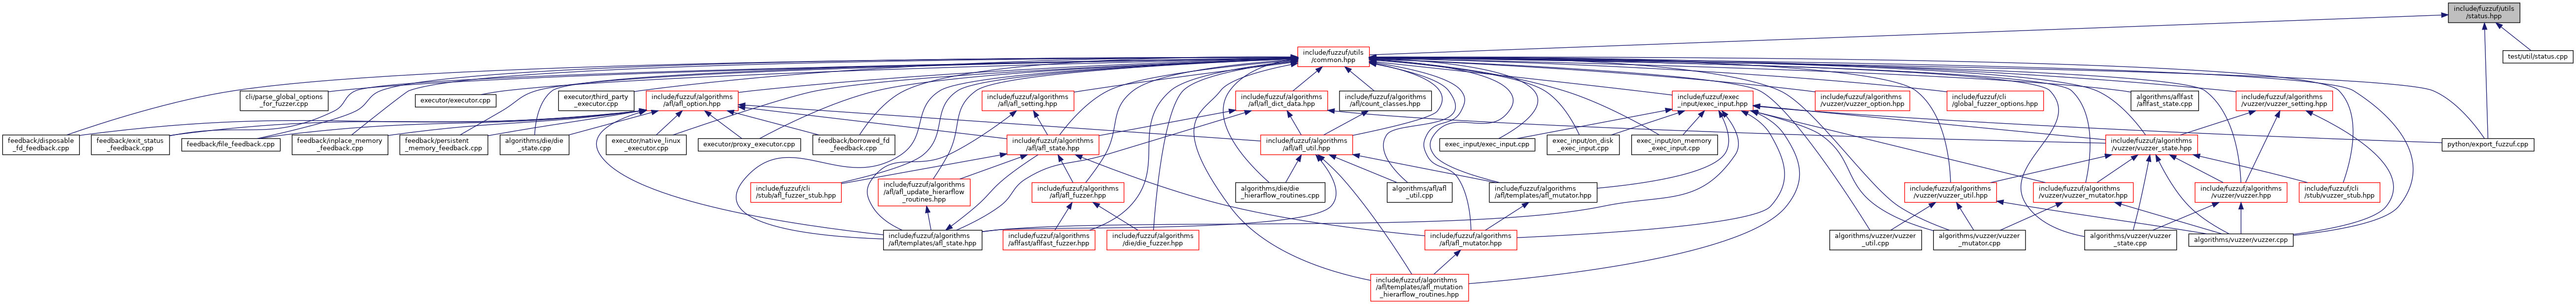 include/fuzzuf/utils
/status.hpp
include/fuzzuf/utils
/common.hpp
test/util/status.cpp
cli/parse_global_options
_for_fuzzer.cpp
executor/executor.cpp
executor/third_party
_executor.cpp
include/fuzzuf/algorithms
/afl/afl_option.hpp
include/fuzzuf/algorithms
/afl/afl_setting.hpp
include/fuzzuf/algorithms
/afl/afl_dict_data.hpp
include/fuzzuf/algorithms
/afl/count_classes.hpp
include/fuzzuf/exec
_input/exec_input.hpp
include/fuzzuf/algorithms
/vuzzer/vuzzer_option.hpp
include/fuzzuf/cli
/global_fuzzer_options.hpp
algorithms/aflfast
/aflfast_state.cpp
include/fuzzuf/algorithms
/vuzzer/vuzzer_setting.hpp
feedback/disposable
_fd_feedback.cpp
feedback/exit_status
_feedback.cpp
feedback/file_feedback.cpp
feedback/inplace_memory
_feedback.cpp
feedback/persistent
_memory_feedback.cpp
algorithms/die/die
_state.cpp
executor/native_linux
_executor.cpp
executor/proxy_executor.cpp
feedback/borrowed_fd
_feedback.cpp
include/fuzzuf/algorithms
/afl/afl_state.hpp
include/fuzzuf/algorithms
/afl/afl_util.hpp
exec_input/exec_input.cpp
exec_input/on_disk
_exec_input.cpp
exec_input/on_memory
_exec_input.cpp
include/fuzzuf/algorithms
/vuzzer/vuzzer_state.hpp
python/export_fuzzuf.cpp
include/fuzzuf/cli
/stub/afl_fuzzer_stub.hpp
include/fuzzuf/algorithms
/afl/afl_update_hierarflow
_routines.hpp
include/fuzzuf/algorithms
/afl/afl_fuzzer.hpp
algorithms/die/die
_hierarflow_routines.cpp
algorithms/afl/afl
_util.cpp
include/fuzzuf/algorithms
/afl/templates/afl_mutator.hpp
include/fuzzuf/algorithms
/vuzzer/vuzzer_util.hpp
include/fuzzuf/algorithms
/vuzzer/vuzzer_mutator.hpp
include/fuzzuf/algorithms
/vuzzer/vuzzer.hpp
include/fuzzuf/cli
/stub/vuzzer_stub.hpp
include/fuzzuf/algorithms
/afl/templates/afl_state.hpp
include/fuzzuf/algorithms
/aflfast/aflfast_fuzzer.hpp
include/fuzzuf/algorithms
/die/die_fuzzer.hpp
include/fuzzuf/algorithms
/afl/afl_mutator.hpp
algorithms/vuzzer/vuzzer
_util.cpp
algorithms/vuzzer/vuzzer
_mutator.cpp
algorithms/vuzzer/vuzzer
_state.cpp
algorithms/vuzzer/vuzzer.cpp
include/fuzzuf/algorithms
/afl/templates/afl_mutation
_hierarflow_routines.hpp